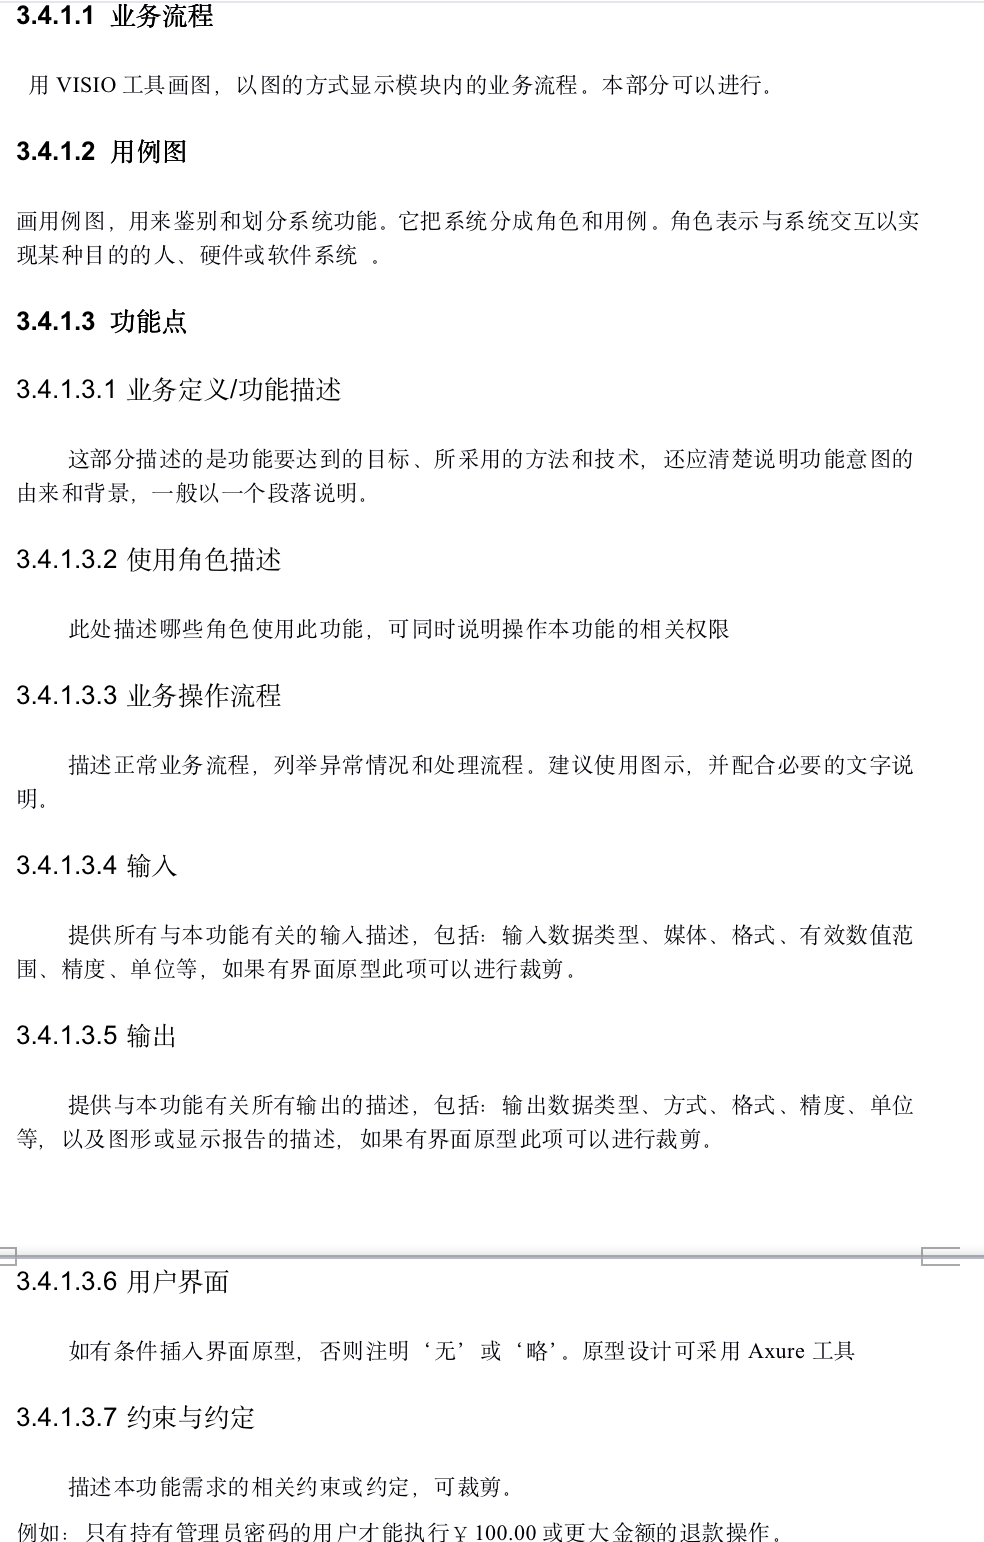 3.4.1.1 业务流程
用 VISIO 工具画图，以图的方式显示模块内的业务流程。本部分可以进行。
3.4.1.2 用例图
画用例图，用来鉴别和划分系统功能。它把系统分成角色和用例。角色表示与系统交互以实
现某种目的的人、硬件或软件系统 。
3.4.1.3 功能点
3.4.1.3.1 业务定义/功能描述
这部分描述的是功能要达到的目标、所采用的方法和技术，还应清楚说明功能意图的
由来和背景，一般以一个段落说明。
3.4.1.3.2 使用角色描述
此处描述哪些角色使用此功能，可同时说明操作本功能的相关权限
3.4.1.3.3 业务操作流程
描述正常业务流程，列举异常情况和处理流程。建议使用图示，并配合必要的文字说
明。
3.4.1.3.4 输入
提供所有与本功能有关的输入描述，包括：输入数据类型、媒体、格式、有效数值范
围、精度、单位等，如果有界面原型此项可以进行裁剪。
3.4.1.3.5 输出
提供与本功能有关所有输出的描述，包括：输出数据类型、方式、格式、精度、单位
等，以及图形或显示报告的描述，如果有界面原型此项可以进行裁剪。
3.4.1.3.6 用户界面
如有条件插入界面原型，否则注明‘无’或‘略’。原型设计可采用 Axure 工具
3.4.1.3.7 约束与约定
描述本功能需求的相关约束或约定，可裁剪。
例如：只有持有管理员密码的用户才能执行￥100.00 或更大金额的退款操作。